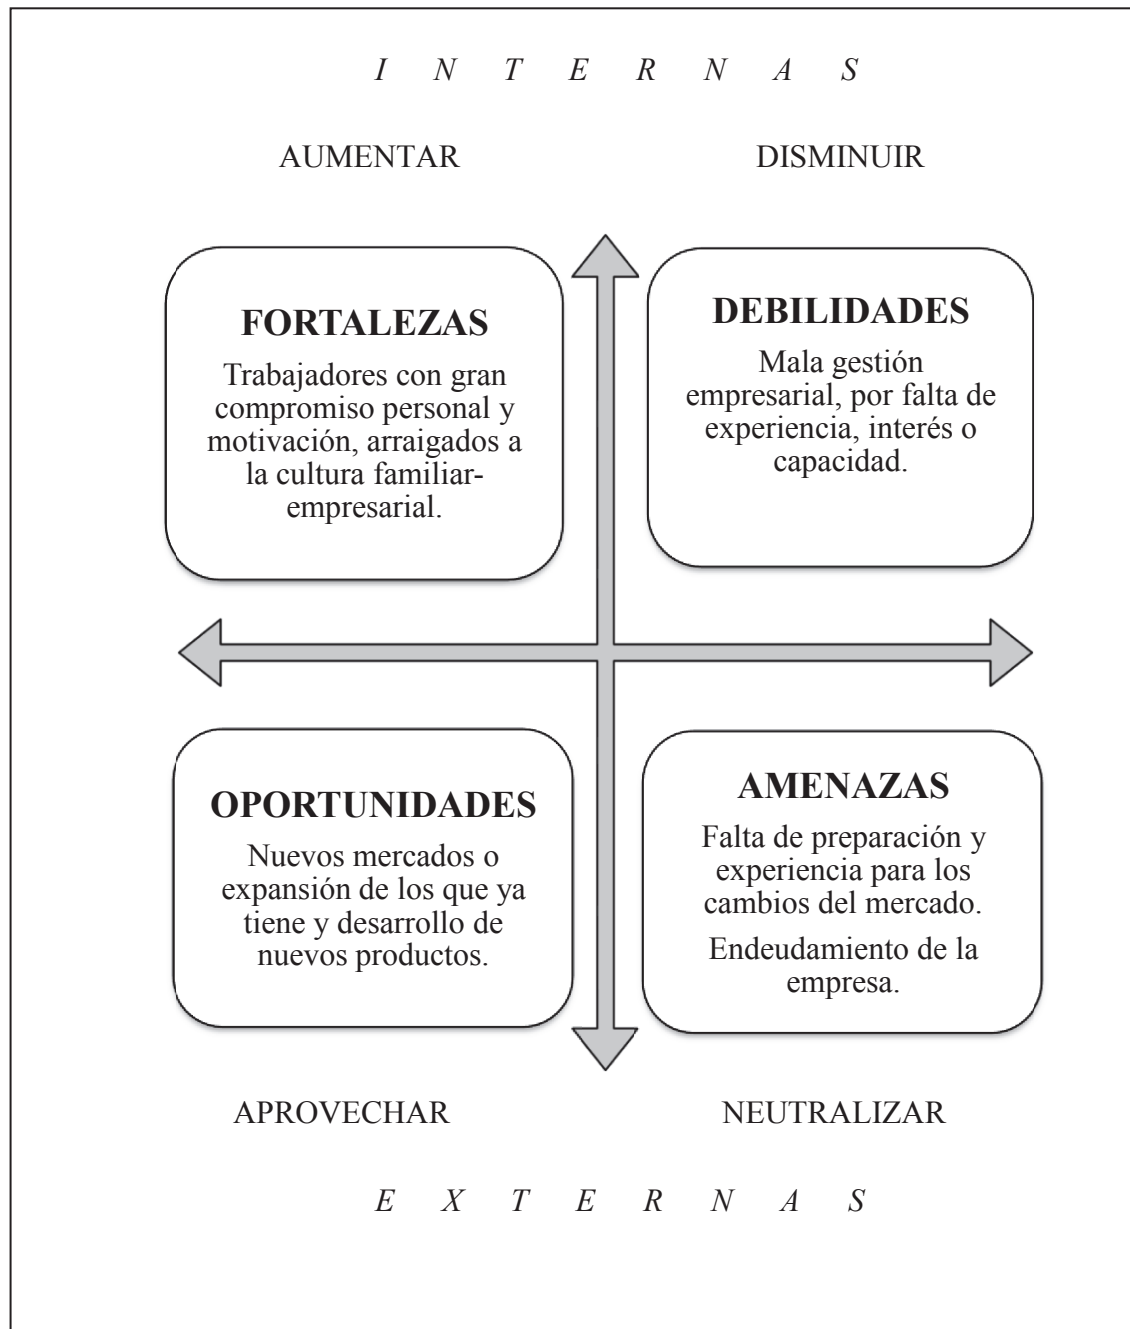 I N T E R N A S
AUMENTAR
DISMINUIR
FORTALEZAS
Trabajadores con gran
compromiso personal y
motivación, arraigados a
la cultura familiar-
empresarial.
DEBILIDADES
Mala gestión
empresarial, por falta de
experiencia, interés o
capacidad.
OPORTUNIDADES
Nuevos mercados o
expansión de los que ya
tiene y desarrollo de
nuevos productos.
AMENAZAS
Falta de preparación y
experiencia para los
cambios del mercado.
Endeudamiento de la
empresa.
APROVECHAR
NEUTRALIZAR
E X T E R N A S